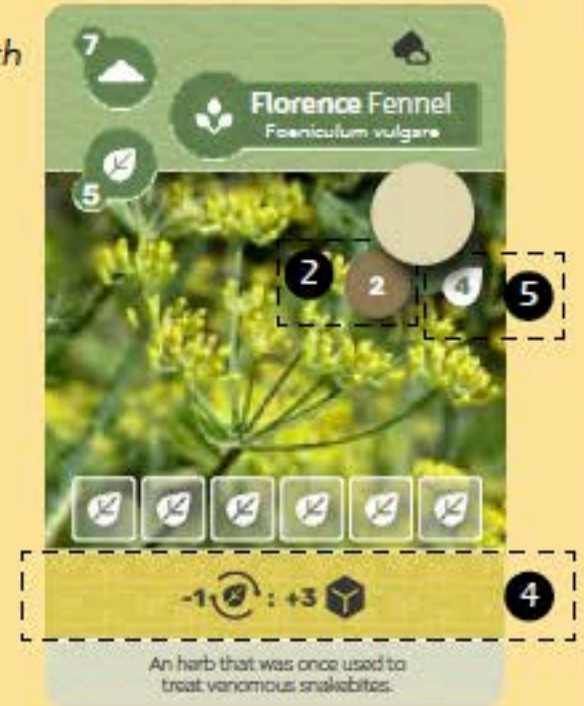 th
7
Florence Fennel
Foeniculum vulgare
5
2
2
4
5
-1 : +3
4
An herb that was once used to
treat venomous snakebites.